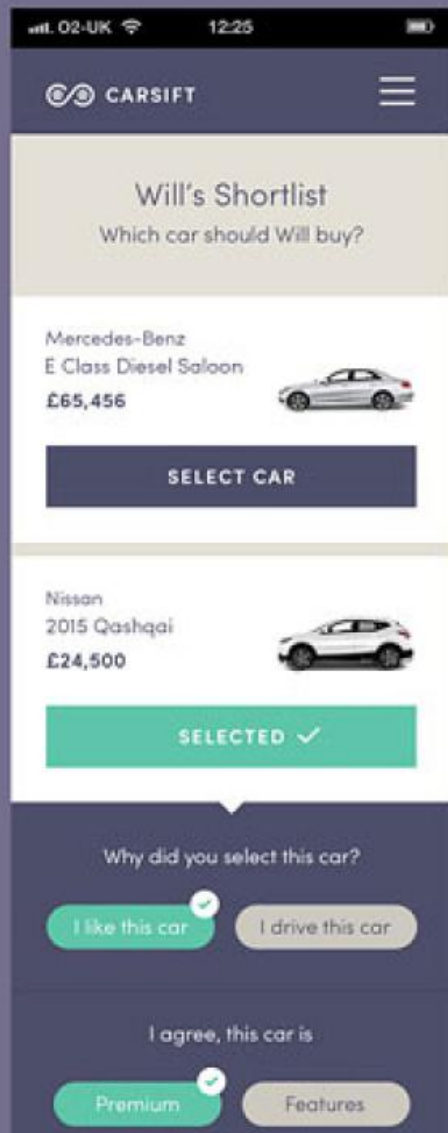 O2-UK 12:25
CARSIFT
Will's Shortlist
Which car should Will buy?
Mercedes-Benz
E Class Diesel Saloon
£65,456
SELECT CAR
Nissan
2015 Qashqai
£24,500
SELECTED
Why did you select this car?
I like this car I drive this car
I agree, this car is
Premium Features